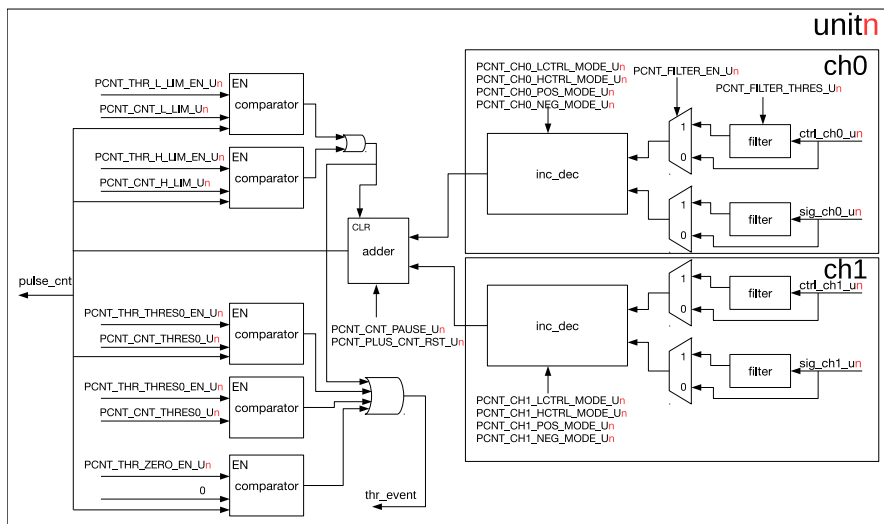 unitn
ch0
PCNT_CH0_LCTRL_MODE_Un
PCNT_CH0_HCTRL_MODE_Un
PCNT_CH0_POS_MODE_Un
PCNT_CH0_NEG_MODE_Un
PCNT_FILTER_EN_Un
PCNT_FILTER_THRES_Un
PCNT_THR_L_LIM_EN_Un
EN
comparator
PCNT_CNT_L_LIM_Un
1
0
filter
ctrl_ch0_un
PCNT_THR_H_LIM_EN_Un
EN
comparator
PCNT_CNT_H_LIM_Un
inc_dec
1
0
filter
sig_ch0_un
CLR
adder
ch1
pulse_cnt
1
0
filter
ctrl_ch1_un
PCNT_THR_THRES0_EN_Un
EN
comparator
PCNT_CNT_THRES0_Un
PCNT_CNT_PAUSE_Un
PCNT_PLUS_CNT_RST_Un
inc_dec
1
0
filter
sig_ch1_un
PCNT_THR_THRES0_EN_Un
EN
comparator
PCNT_CNT_THRES0_Un
PCNT_CH1_LCTRL_MODE_Un
PCNT_CH1_HCTRL_MODE_Un
PCNT_CH1_POS_MODE_Un
PCNT_CH1_NEG_MODE_Un
PCNT_THR_ZERO_EN_Un
EN
comparator
0
thr_event